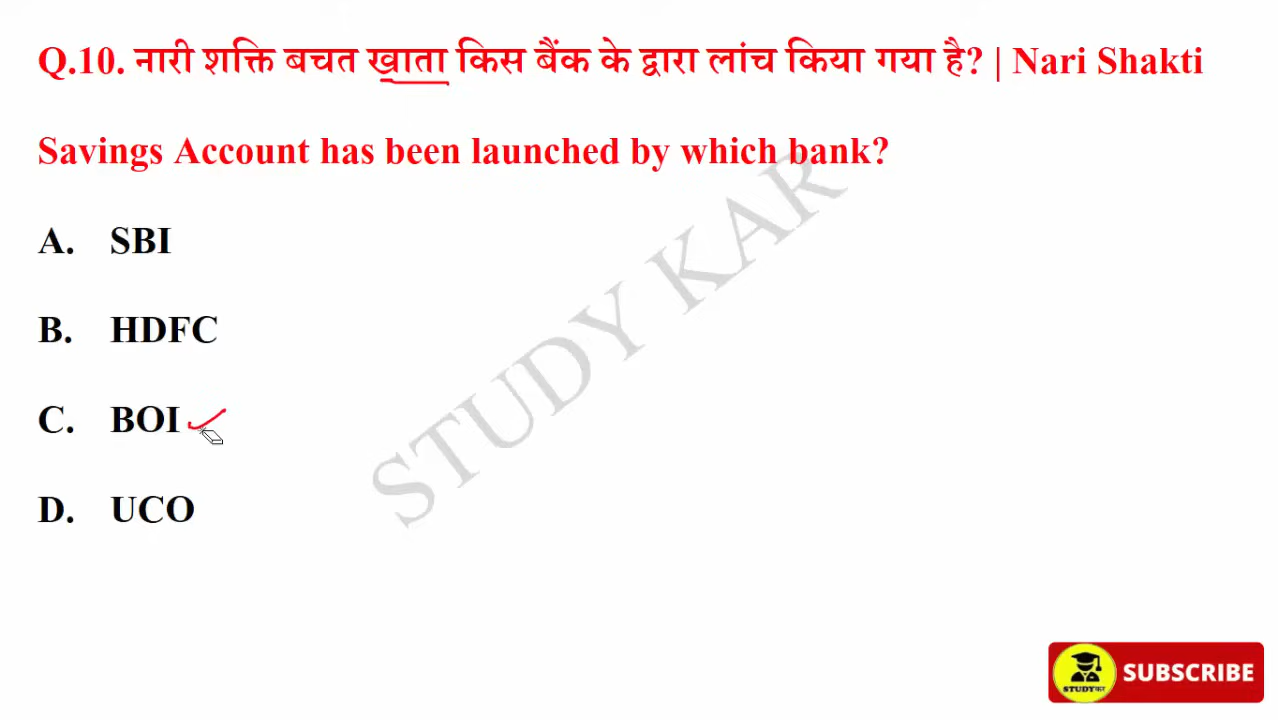 Q.10. नारी शक्ति बचत खाता किस बैंक के द्वारा लांच किया गया है? | Nari Shakti
Savings Account has been launched by which bank?
A. SBI
B. HDFC
C. BOI
D. UCO
STUDY KAR
SUBSCRIBE
STUDYकर